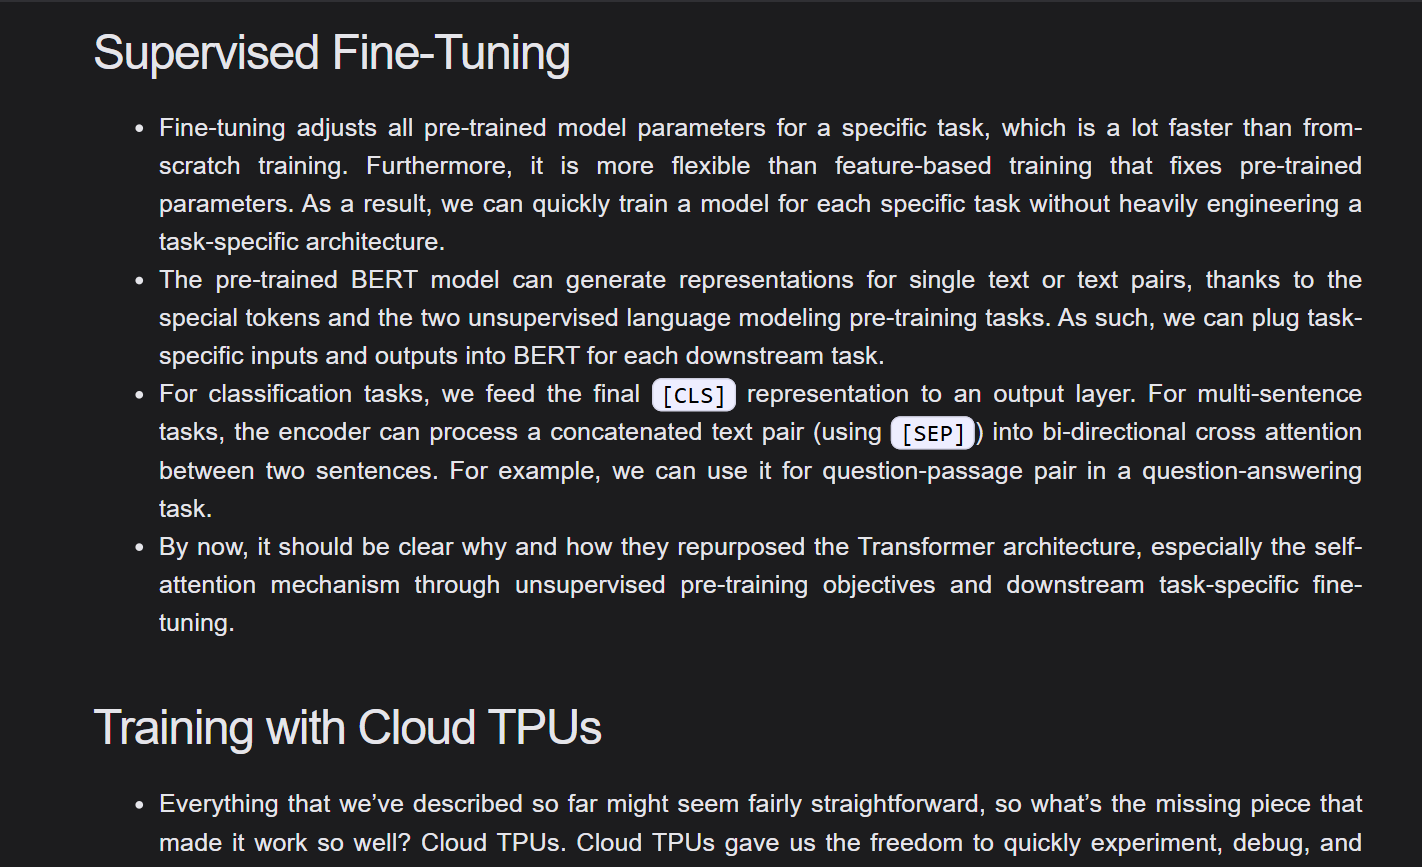 Supervised Fine-Tuning
• Fine-tuning adjusts all pre-trained model parameters for a specific task, which is a lot faster than from-
scratch training. Furthermore, it is more flexible than feature-based training that fixes pre-trained
parameters. As a result, we can quickly train a model for each specific task without heavily engineering a
task-specific architecture.
• The pre-trained BERT model can generate representations for single text or text pairs, thanks to the
special tokens and the two unsupervised language modeling pre-training tasks. As such, we can plug task-
specific inputs and outputs into BERT for each downstream task.
• For classification tasks, we feed the final [CLS] representation to an output layer. For multi-sentence
tasks, the encoder can process a concatenated text pair (using [SEP]) into bi-directional cross attention
between two sentences. For example, we can use it for question-passage pair in a question-answering
task.
• By now, it should be clear why and how they repurposed the Transformer architecture, especially the self-
attention mechanism through unsupervised pre-training objectives and downstream task-specific fine-
tuning.
Training with Cloud TPUs
• Everything that we’ve described so far might seem fairly straightforward, so what’s the missing piece that
made it work so well? Cloud TPUs. Cloud TPUs gave us the freedom to quickly experiment, debug, and